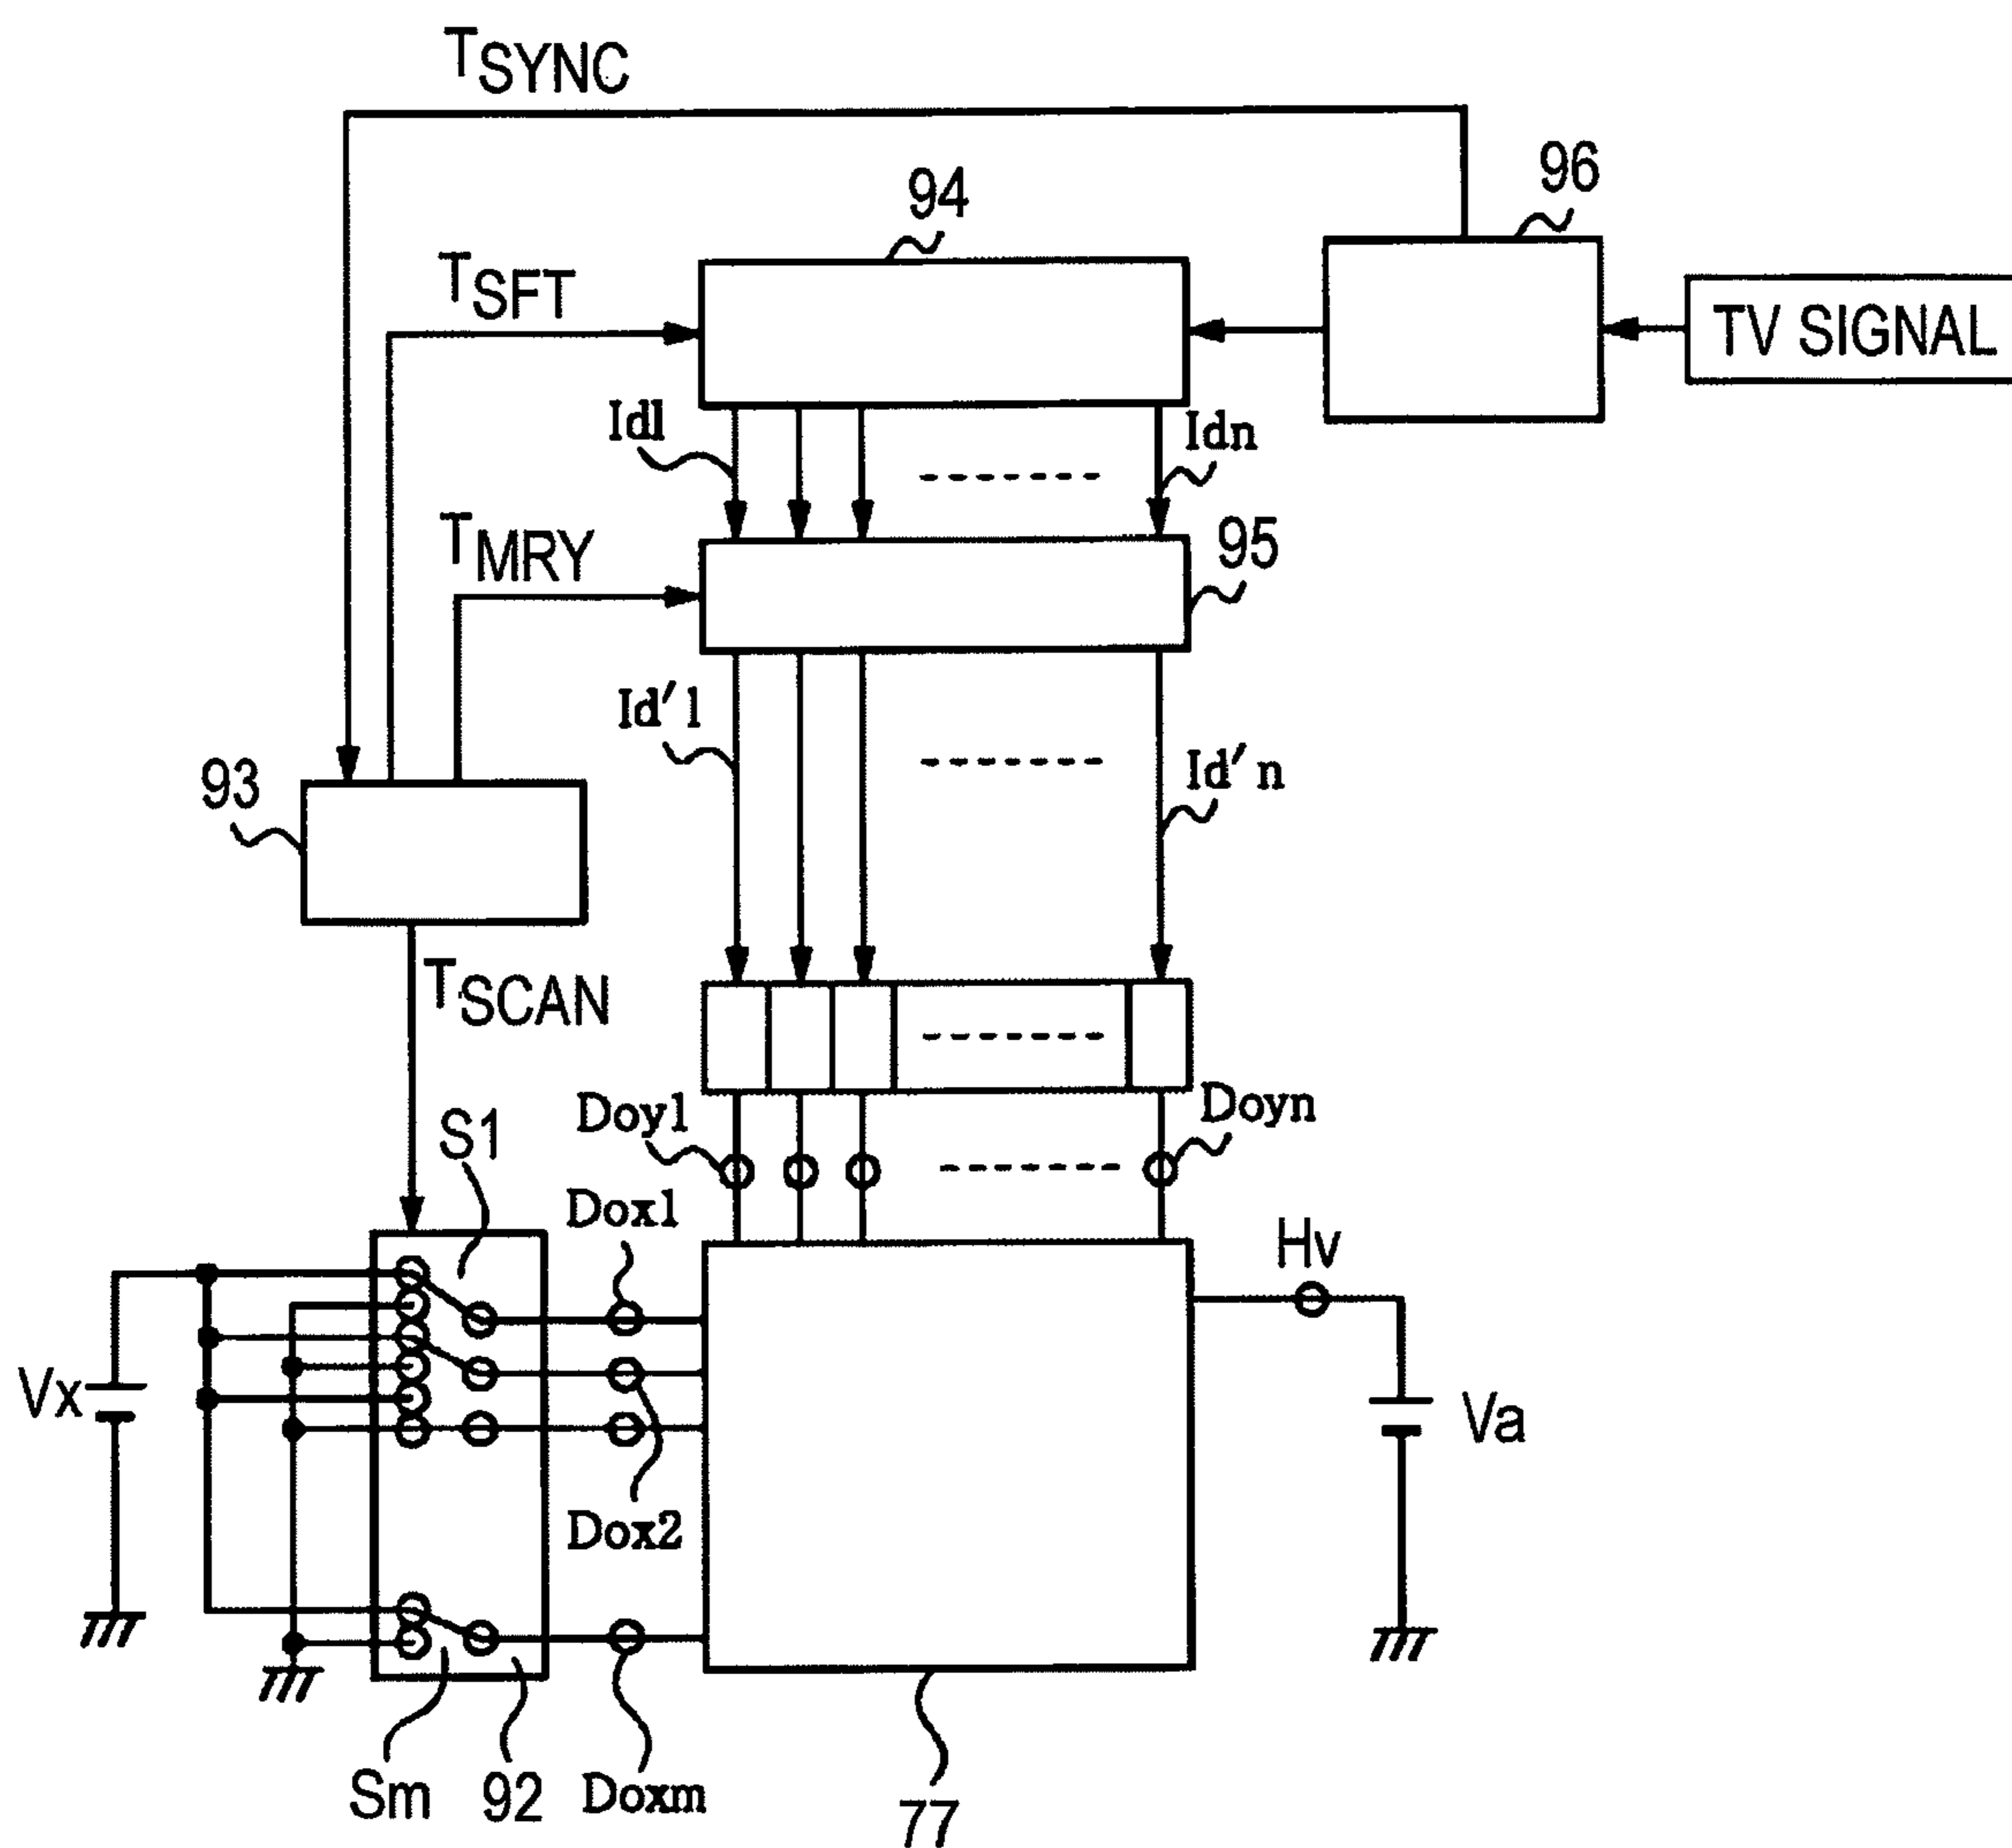 TSYNC
96
94
TSFT
TV SIGNAL
Idl
Idn
TMRY
95
Id'1
Id'n
93
TSCAN
Doy1
Doyn
S1
Dox1
Hv
Vx
Va
Dox2
Sm
92
Doxm
77